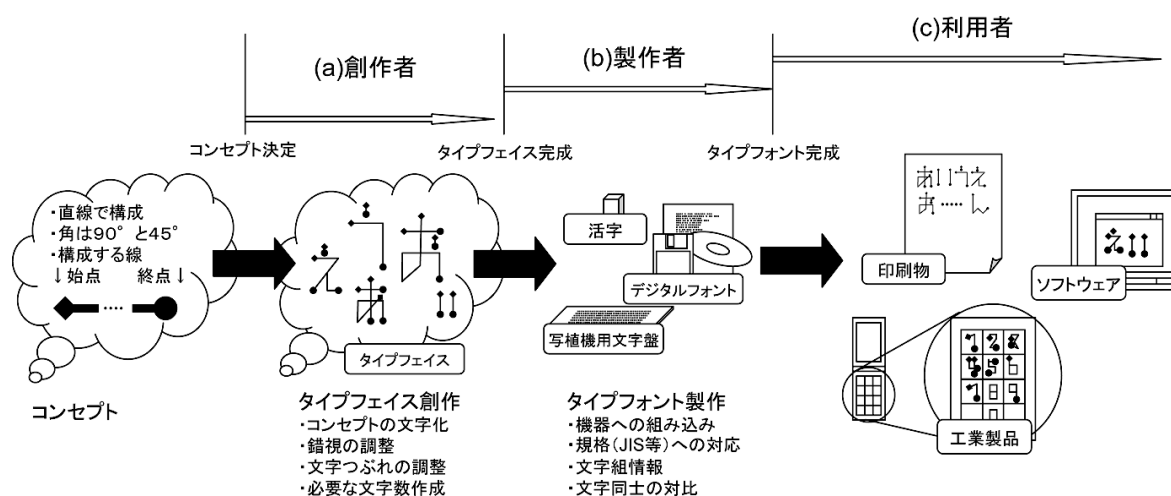 (a)創作者
(b)製作者
(c)利用者
コンセプト決定
タイプフェイス完成
タイプフォント完成
・直線で構成
・角は90°と45°
・構成する線
↓始点　終点↓
‥‥
コンセプト
タイプフェイス
タイプフェイス創作
・コンセプトの文字化
・錯視の調整
・文字つぶれの調整
・必要な文字数作成
活字
デジタルフォント
写植機用文字盤
タイプフォント製作
・機器への組み込み
・規格(JIS等)への対応
・文字組情報
・文字同士の対比
あいうえ
お‥‥‥ん
印刷物
ソフトウェア
工業製品